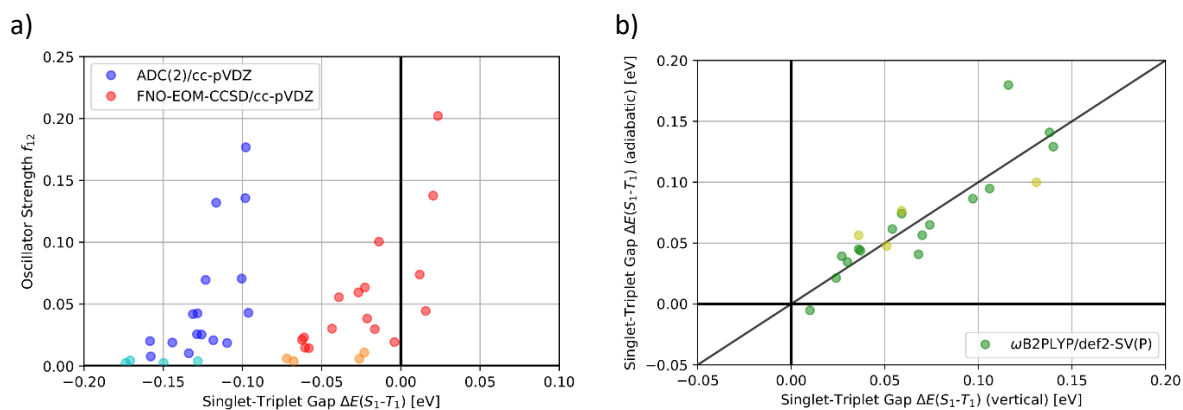 a)
0.25
0.20
0.15
0.10
0.05
0.00
Oscillator Strength f₁₂
ADC(2)/cc-pVDZ
FNO-EOM-CCSD/cc-pVDZ
−0.20 −0.15 −0.10 −0.05 0.00 0.05 0.10
Singlet-Triplet Gap ΔE(S₁-T₁) [eV]
b)
0.20
0.15
0.10
0.05
0.00
−0.05
Singlet-Triplet Gap ΔE(S₁-T₁) (adiabatic) [eV]
ωB2PLYP/def2-SV(P)
−0.05 0.00 0.05 0.10 0.15 0.20
Singlet-Triplet Gap ΔE(S₁-T₁) (vertical) [eV]